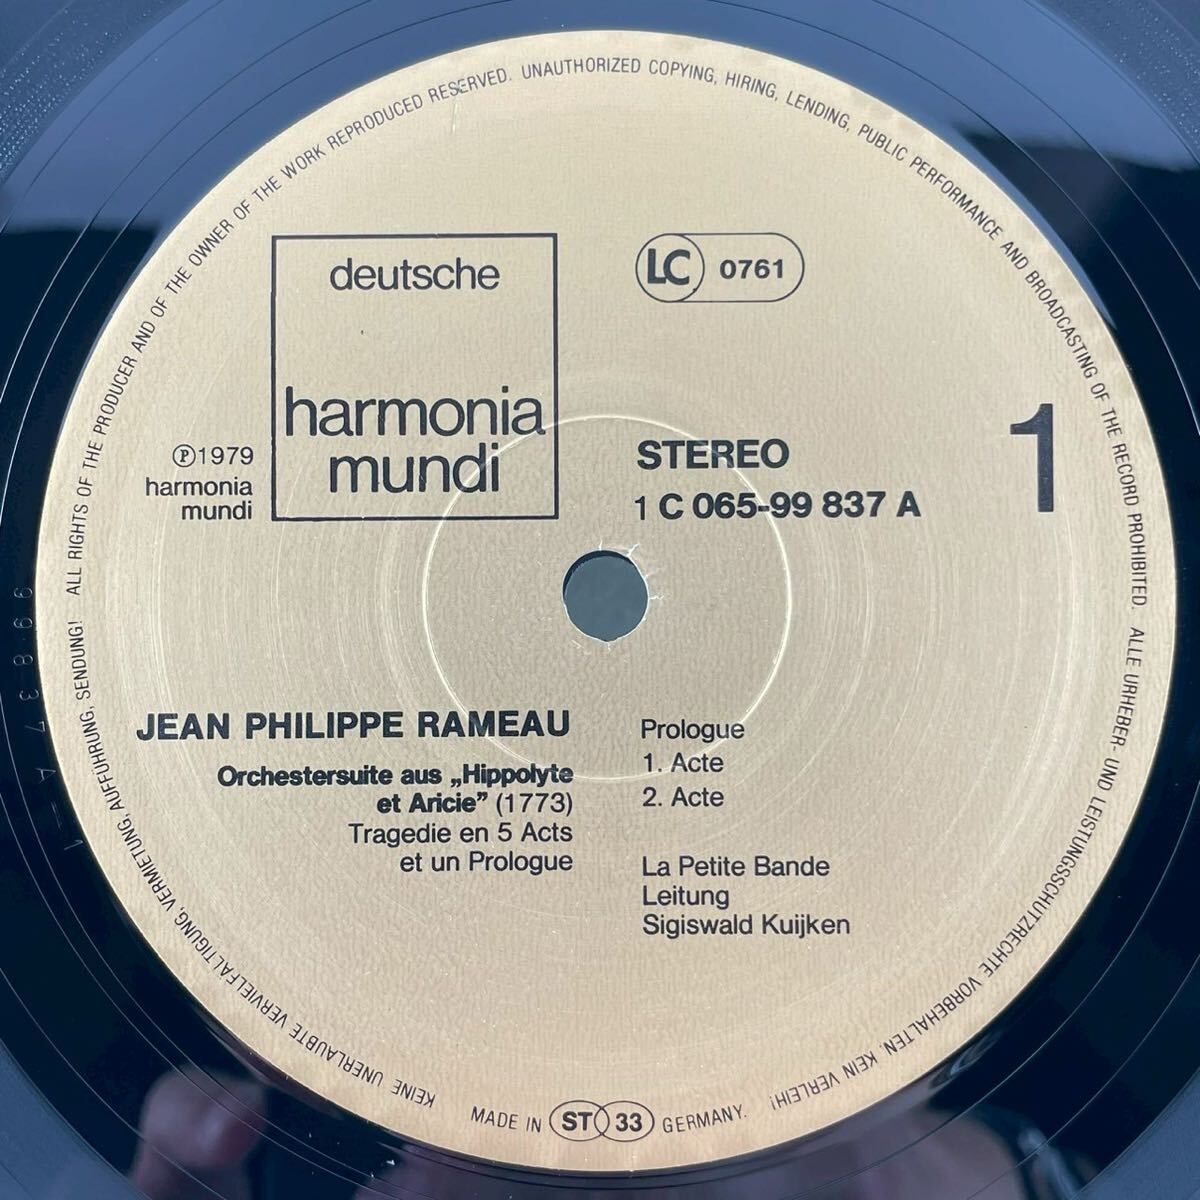 ALL RIGHTS OF THE PRODUCER AND OF THE OWNER OF THE WORK REPRODUCED RESERVED. UNAUTHORIZED COPYING, HIRING, LENDING, PUBLIC PERFORMANCE AND BROADCASTING OF THE RECORD PROHIBITED. ALLE URHEBER- UND LEISTUNGSSCHUTZRECHTE VORBEHALTEN. KEIN VERLEIH! KEINE UNERLAUBTE VERVIELFÄLTIGUNG, VERMIETUNG, AUFFÜHRUNG, SENDUNG!
deutsche
harmonia
mundi
LC 0761
1
℗1979
harmonia
mundi
STEREO
1 C 065-99 837 A
JEAN PHILIPPE RAMEAU
Orchestersuite aus „Hippolyte
et Aricie” (1773)
Tragedie en 5 Acts
et un Prologue
Prologue
1. Acte
2. Acte
La Petite Bande
Leitung
Sigiswald Kuijken
MADE IN ST 33 GERMANY.
99837 A-1